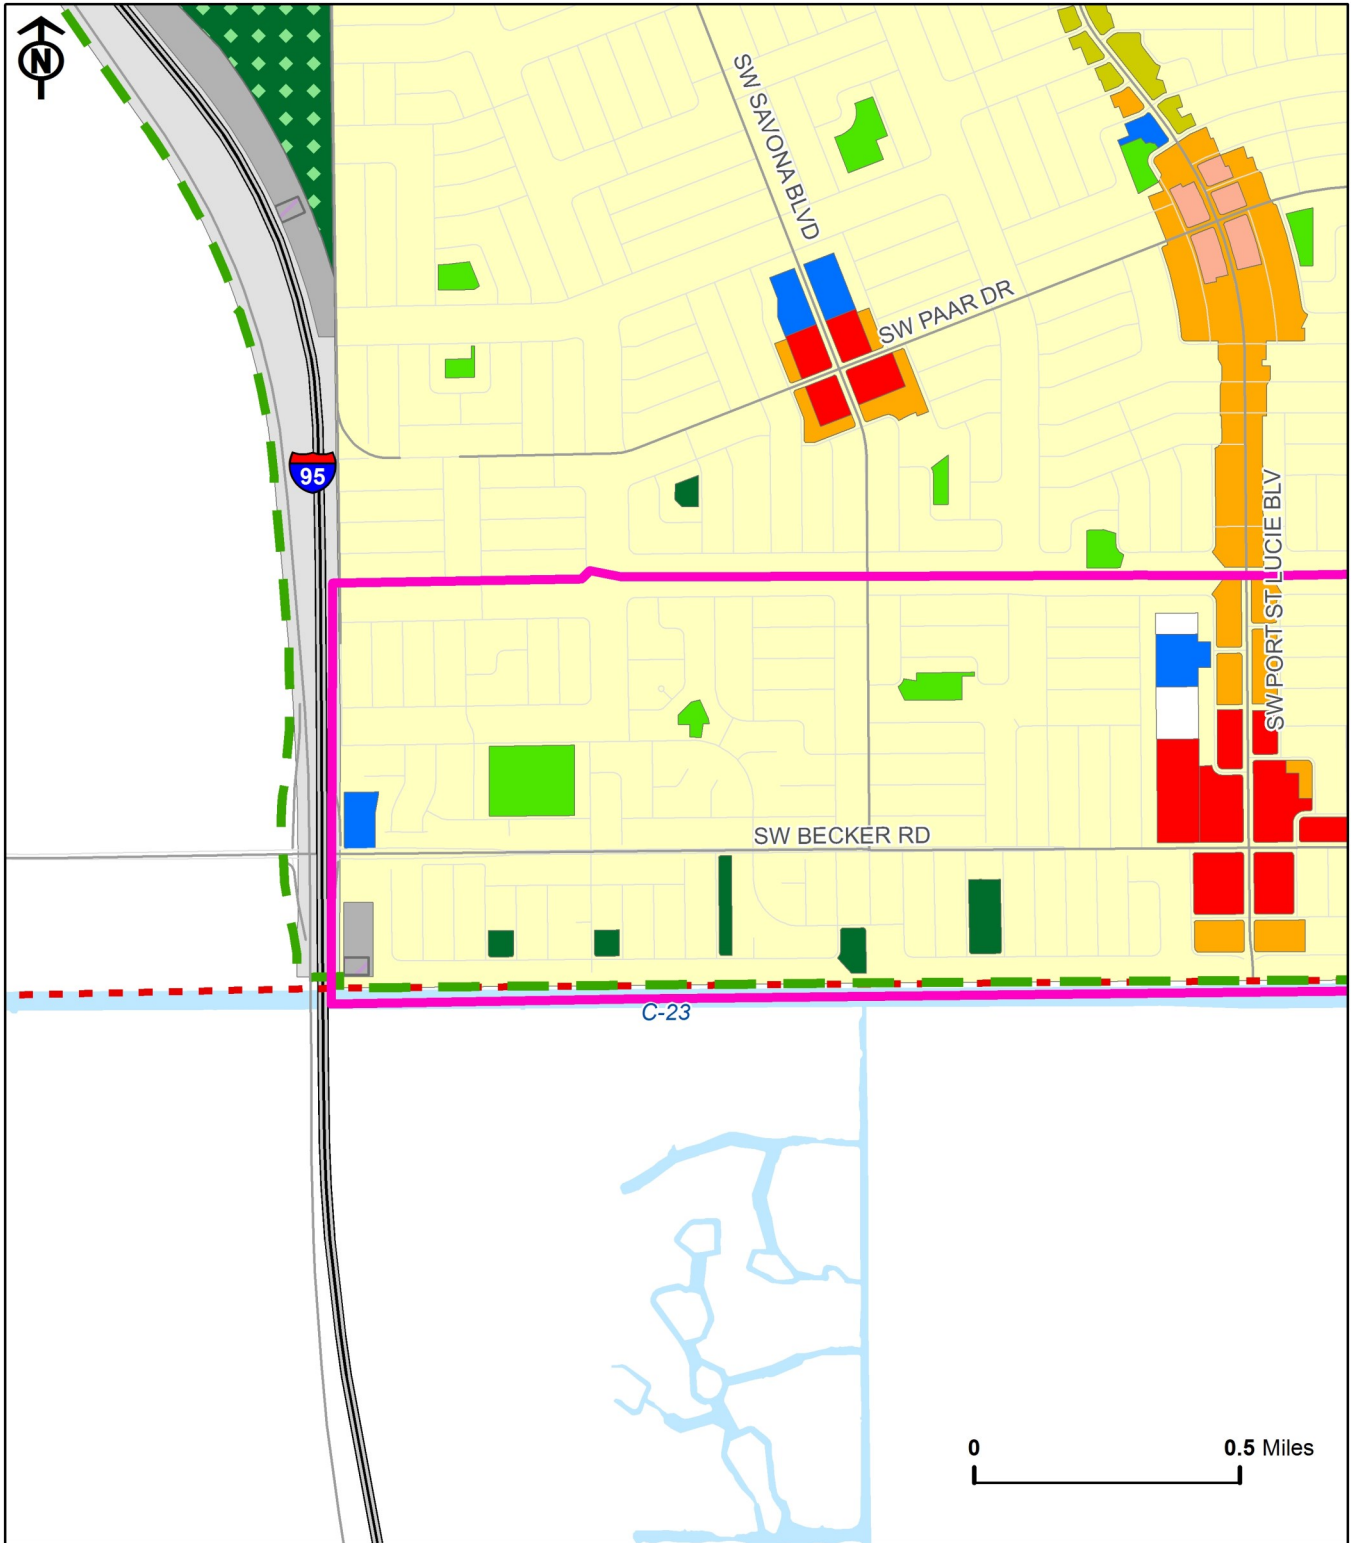 N
SW SAVONA BLVD
SW PAAR DR
95
SW PORT ST LUCIE BLV
SW BECKER RD
C-23
0 0.5 Miles